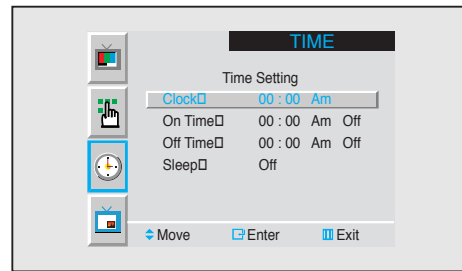 TIME
Time Setting
Clock□ 00 : 00 Am
On Time□ 00 : 00 Am Off
Off Time□ 00 : 00 Am Off
Sleep□ Off
Move Enter Exit